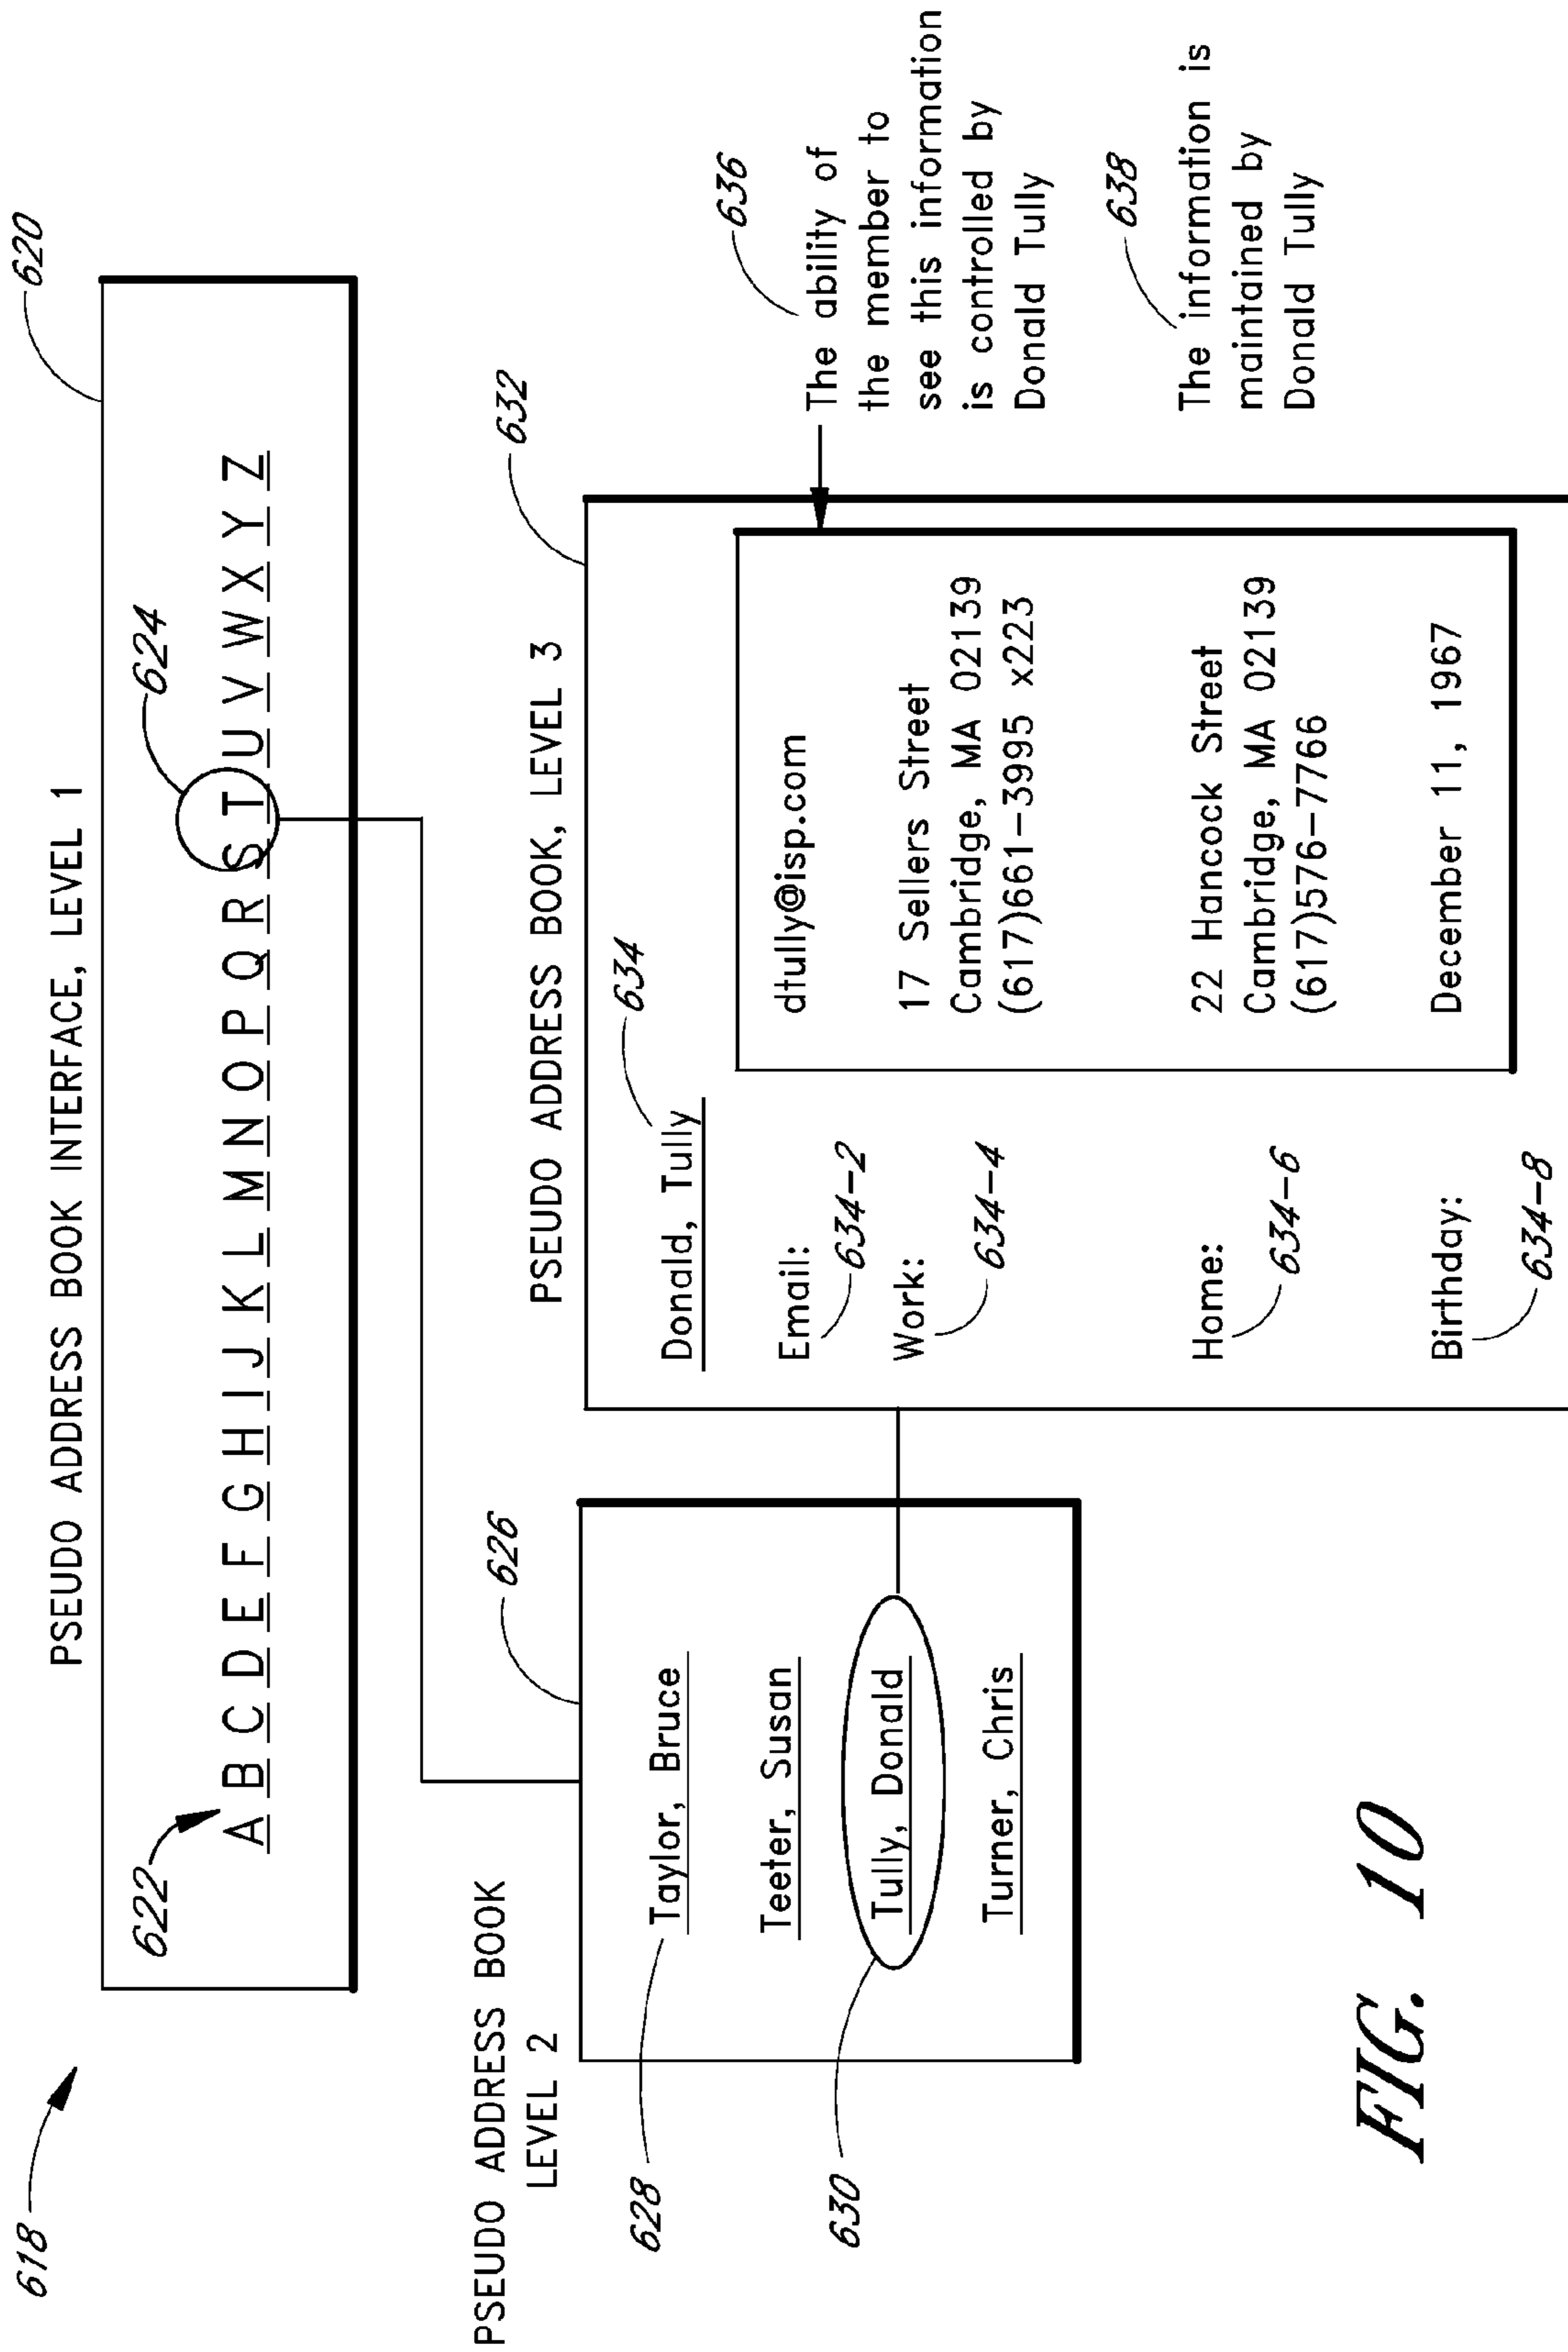 618
PSEUDO ADDRESS BOOK INTERFACE, LEVEL 1
620
622
624
A B C D E F G H I J K L M N O P Q R S T U V W X Y Z
PSEUDO ADDRESS BOOK
LEVEL 2
626
628
Taylor, Bruce
Teeter, Susan
630
Tully, Donald
Turner, Chris
PSEUDO ADDRESS BOOK, LEVEL 3
632
Donald, Tully
634
Email:
634-2
dtully@isp.com
Work:
634-4
17 Sellers Street
Cambridge, MA 02139
(617)661-3995 x223
Home:
634-6
22 Hancock Street
Cambridge, MA 02139
(617)576-7766
Birthday:
634-8
December 11, 1967
636
The ability of
the member to
see this information
is controlled by
Donald Tully
638
The information is
maintained by
Donald Tully
FIG. 10